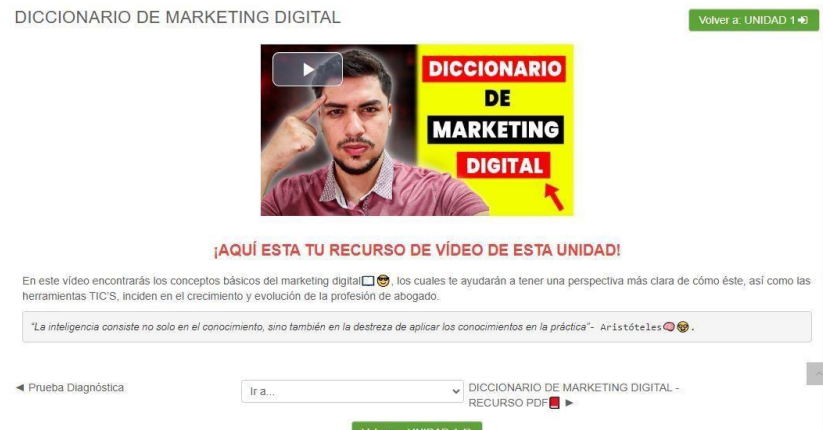 DICCIONARIO DE MARKETING DIGITAL
Volver a: UNIDAD 1
DICCIONARIO
DE
MARKETING
DIGITAL
¡AQUÍ ESTA TU RECURSO DE VÍDEO DE ESTA UNIDAD!
En este vídeo encontrarás los conceptos básicos del marketing digital📖😎, los cuales te ayudarán a tener una perspectiva más clara de cómo éste, así como las
herramientas TIC'S, inciden en el crecimiento y evolución de la profesión de abogado.
"La inteligencia consiste no solo en el conocimiento, sino también en la destreza de aplicar los conocimientos en la práctica"- Aristóteles🧠🤓.
◄ Prueba Diagnóstica
Ir a...
DICCIONARIO DE MARKETING DIGITAL -
RECURSO PDF📕 ►